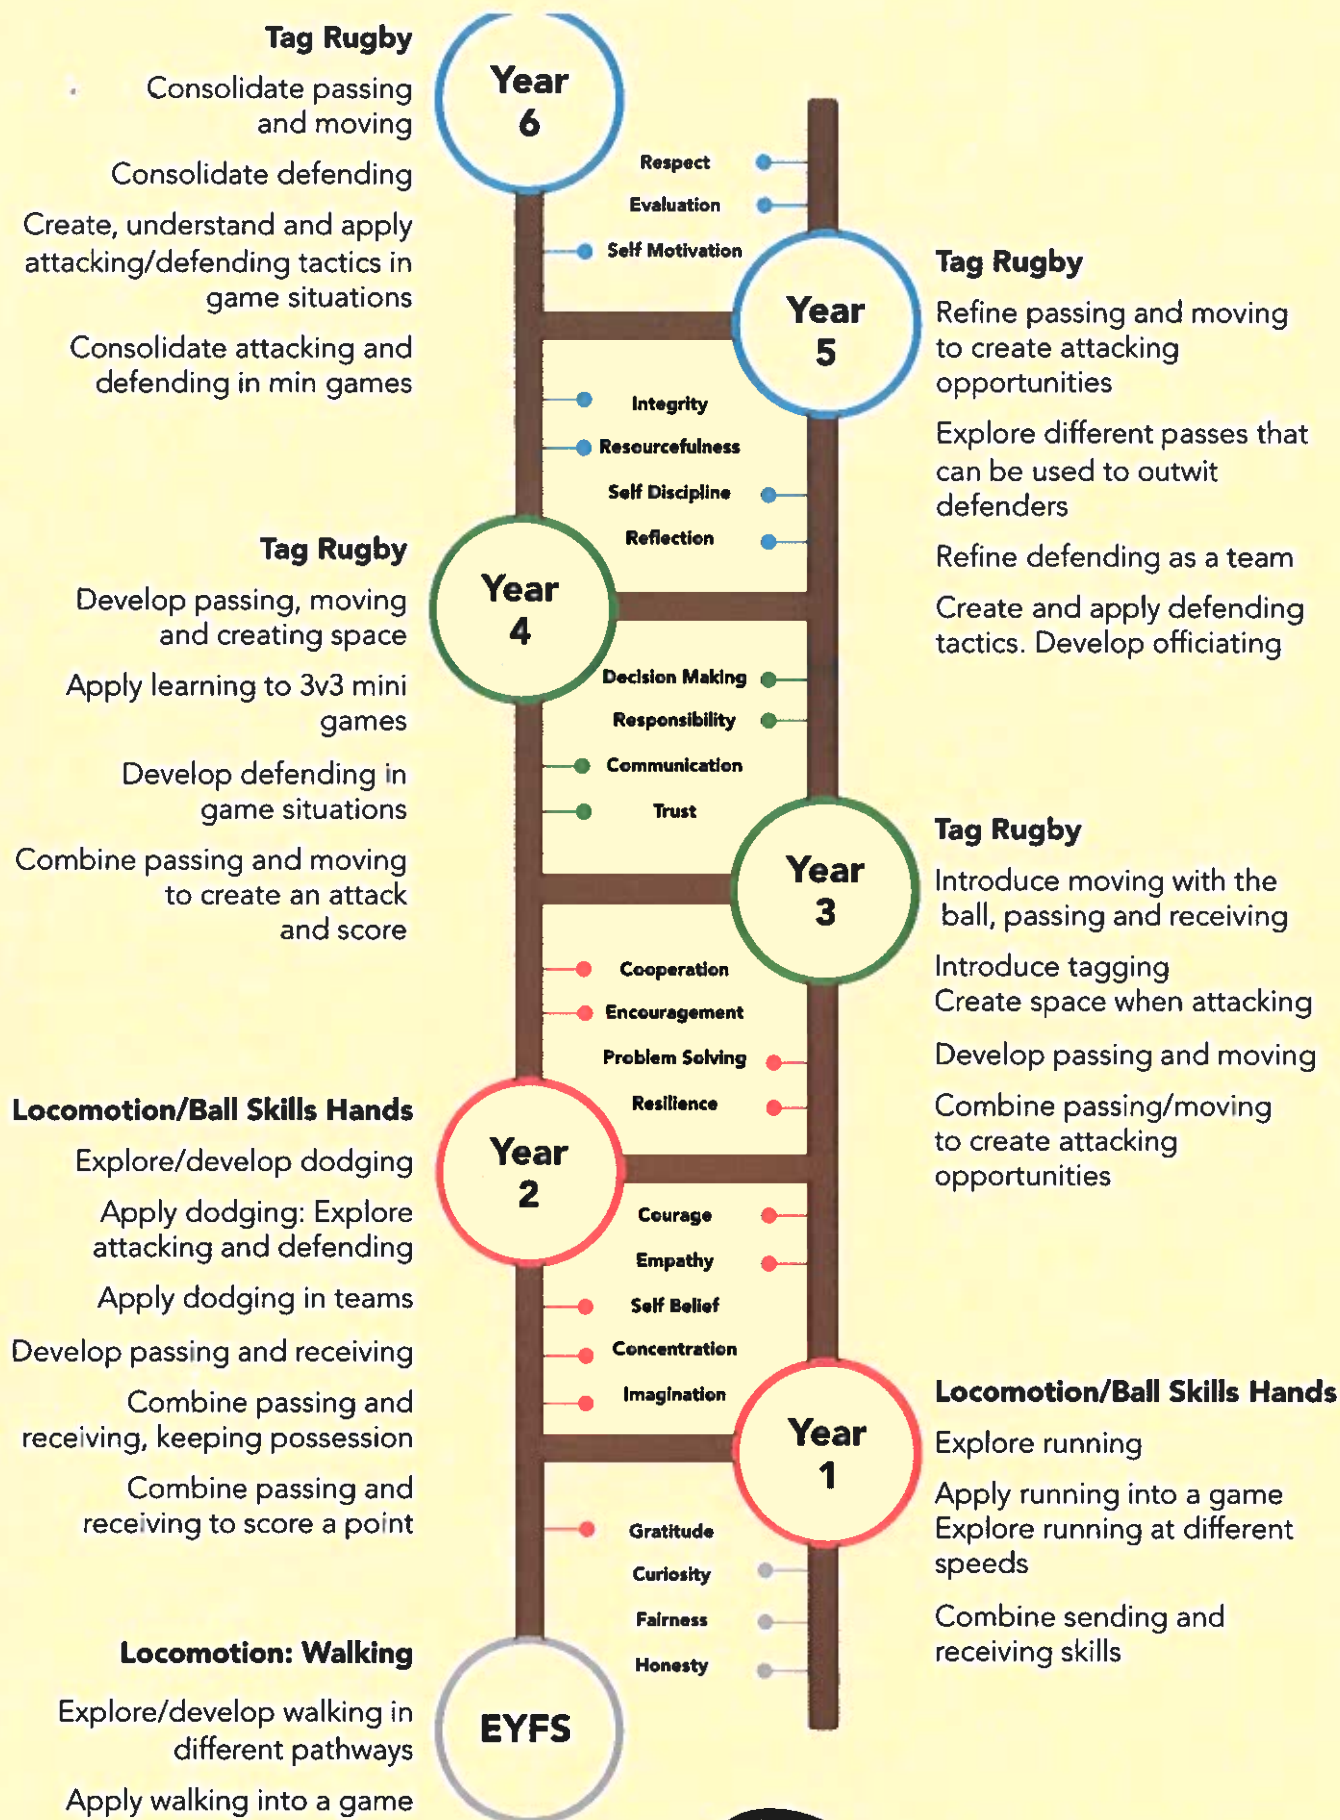 Tag Rugby
Consolidate passing
and moving
Consolidate defending
Create, understand and apply
attacking/defending tactics in
game situations
Consolidate attacking and
defending in min games
Year
6
Respect
Evaluation
Self Motivation
Year
5
Tag Rugby
Refine passing and moving
to create attacking
opportunities
Explore different passes that
can be used to outwit
defenders
Refine defending as a team
Create and apply defending
tactics. Develop officiating
Integrity
Resourcefulness
Self Discipline
Reflection
Tag Rugby
Develop passing, moving
and creating space
Apply learning to 3v3 mini
games
Develop defending in
game situations
Combine passing and moving
to create an attack
and score
Year
4
Decision Making
Responsibility
Communication
Trust
Year
3
Tag Rugby
Introduce moving with the
ball, passing and receiving
Introduce tagging
Create space when attacking
Develop passing and moving
Combine passing/moving
to create attacking
opportunities
Cooperation
Encouragement
Problem Solving
Resilience
Locomotion/Ball Skills Hands
Explore/develop dodging
Apply dodging: Explore
attacking and defending
Apply dodging in teams
Develop passing and receiving
Combine passing and
receiving, keeping possession
Combine passing and
receiving to score a point
Year
2
Courage
Empathy
Self Belief
Concentration
Imagination
Year
1
Locomotion/Ball Skills Hands
Explore running
Apply running into a game
Explore running at different
speeds
Combine sending and
receiving skills
Gratitude
Curiosity
Fairness
Honesty
Locomotion: Walking
Explore/develop walking in
different pathways
Apply walking into a game
EYFS